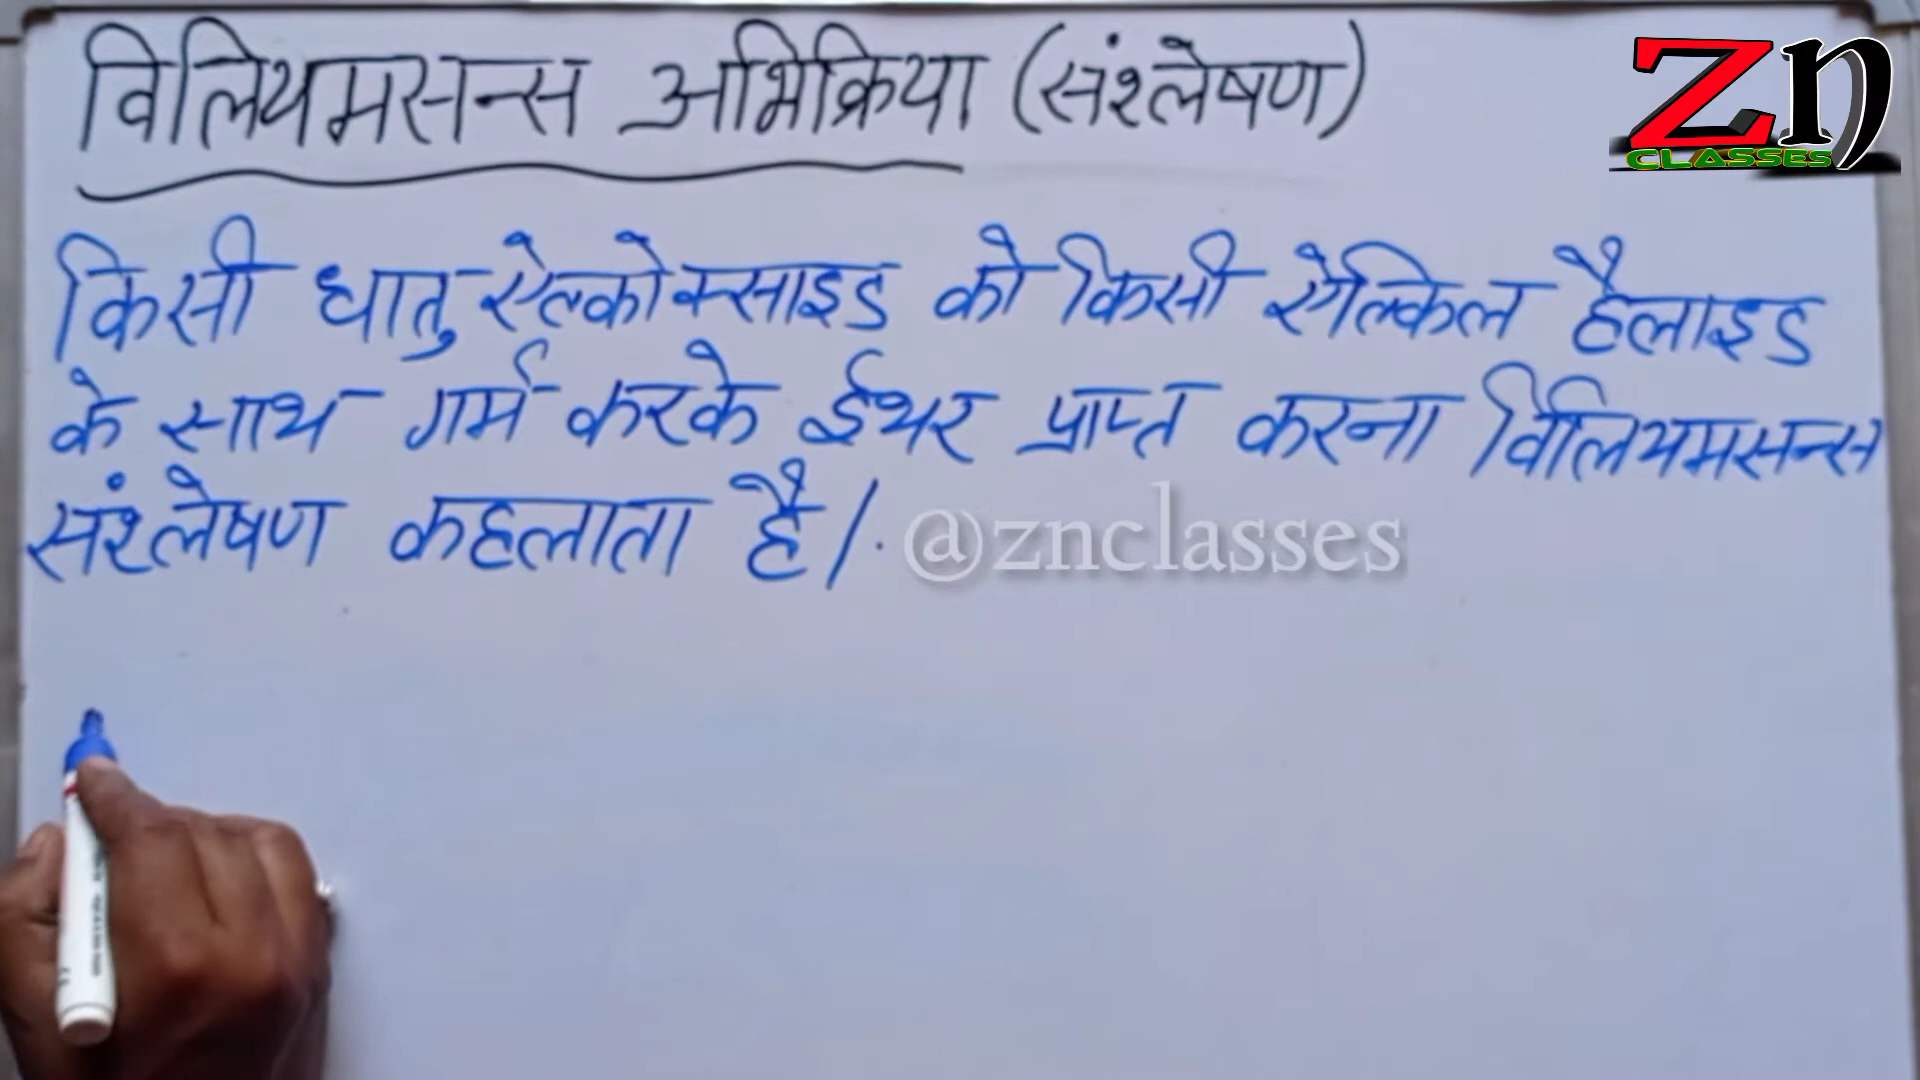 विलियमसन्स अभिक्रिया (संश्लेषण)
Zn
CLASSES
किसी धातु ऐल्कोक्साइड को किसी ऐल्किल हैलाइड
के साथ गर्म करके ईथर प्राप्त करना विलियमसन्स
संश्लेषण कहलाता है।
@znclasses